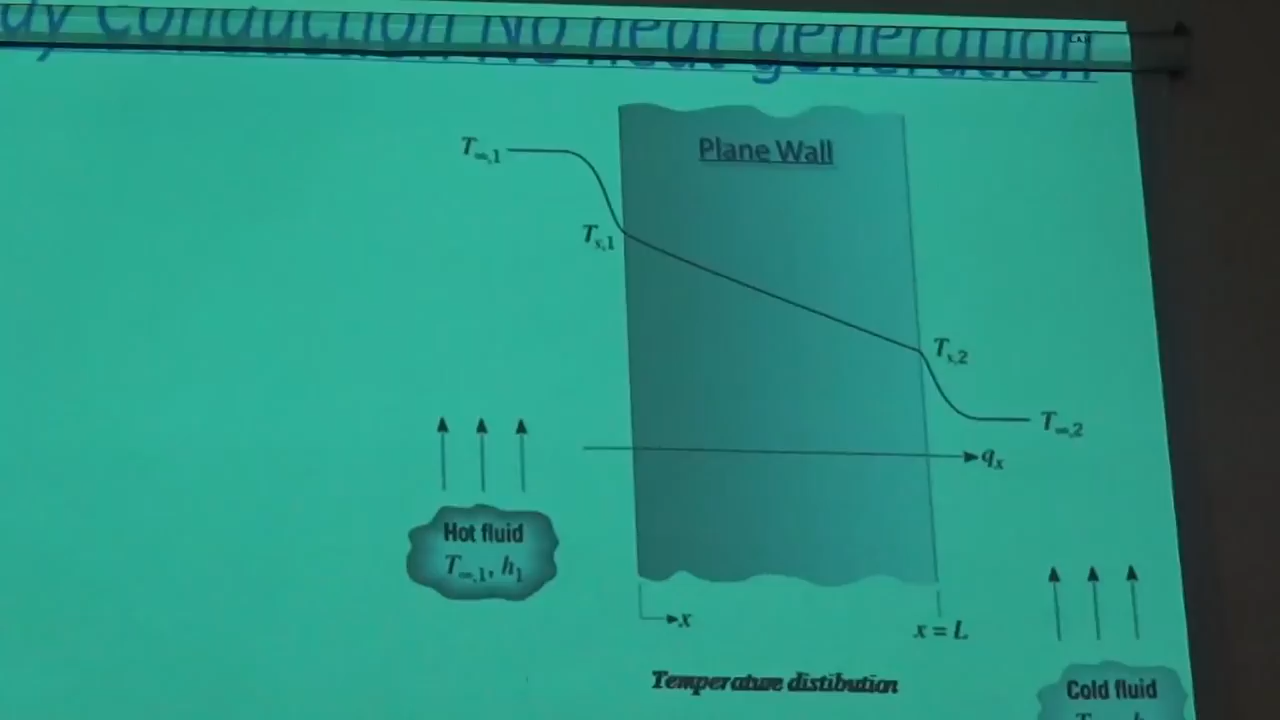 dy Conduction No heat generation
Plane Wall
T∞,1
Ts,1
Ts,2
T∞,2
qx
Hot fluid
T∞,1, h1
x
x = L
Cold fluid
Temperature distibution